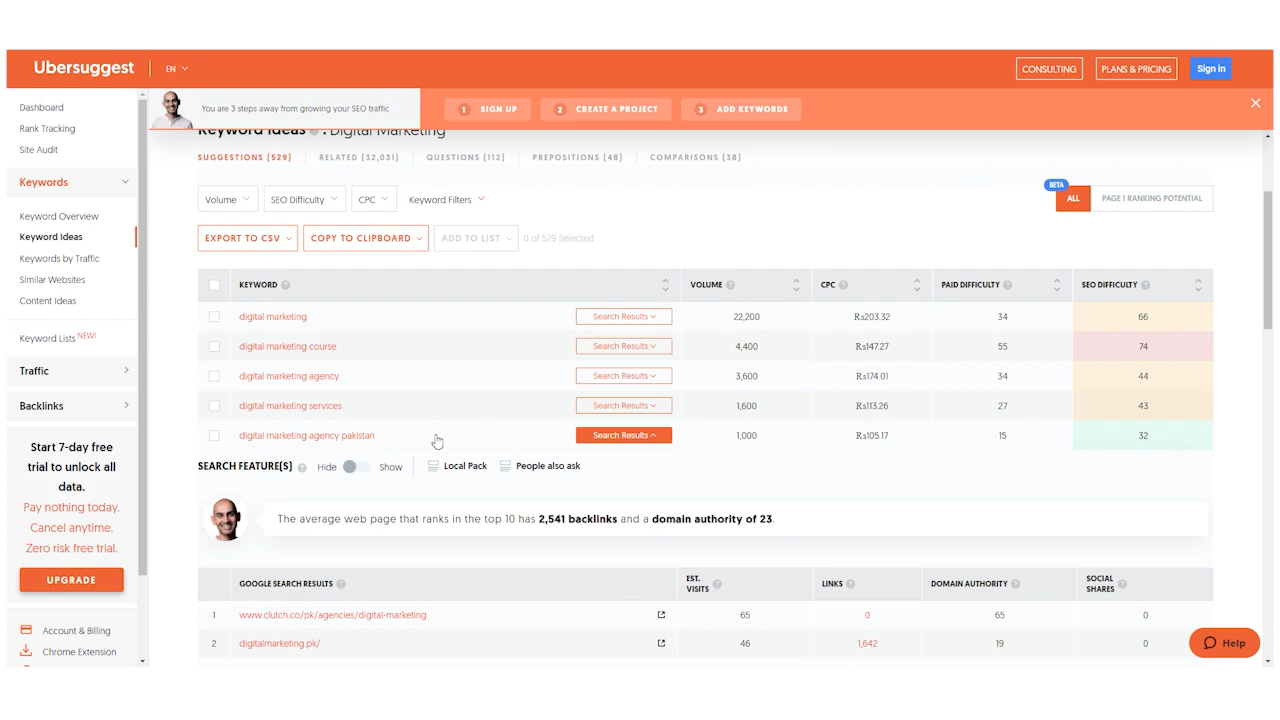 Ubersuggest EN CONSULTING PLANS & PRICING Sign in
You are 3 steps away from growing your SEO traffic 1 SIGN UP 2 CREATE A PROJECT 3 ADD KEYWORDS
Dashboard
Rank Tracking
Site Audit
Keywords
Keyword Overview
Keyword Ideas
Keywords by Traffic
Similar Websites
Content Ideas
Keyword Lists NEW!
Traffic
Backlinks
Start 7-day free
trial to unlock all
data.
Pay nothing today.
Cancel anytime.
Zero risk free trial.
UPGRADE
Account & Billing
Chrome Extension
Keyword Ideas : Digital Marketing
SUGGESTIONS (529) RELATED (32,031) QUESTIONS (112) PREPOSITIONS (48) COMPARISONS (38)
Volume SEO Difficulty CPC Keyword Filters BETA ALL PAGE 1 RANKING POTENTIAL
EXPORT TO CSV COPY TO CLIPBOARD ADD TO LIST 0 of 529 Selected
KEYWORD VOLUME CPC PAID DIFFICULTY SEO DIFFICULTY
digital marketing Search Results 22,200 Rs203.32 34 66
digital marketing course Search Results 4,400 Rs147.27 55 74
digital marketing agency Search Results 3,600 Rs174.01 34 44
digital marketing services Search Results 1,600 Rs113.26 27 43
digital marketing agency pakistan Search Results 1,000 Rs105.17 15 32
SEARCH FEATURE(S) Hide Show Local Pack People also ask
The average web page that ranks in the top 10 has 2,541 backlinks and a domain authority of 23.
GOOGLE SEARCH RESULTS EST. VISITS LINKS DOMAIN AUTHORITY SOCIAL SHARES
1 www.clutch.co/pk/agencies/digital-marketing 65 0 65 0
2 digitalmarketing.pk/ 46 1,642 19 0
Help